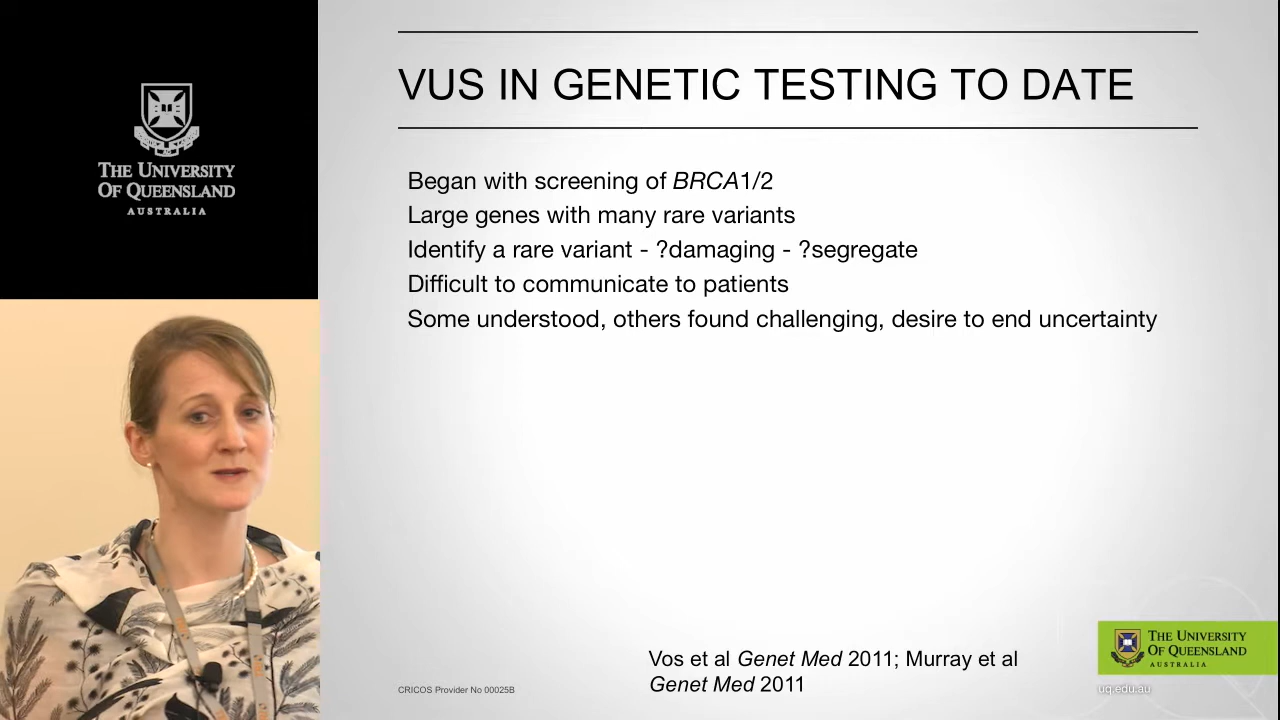 THE UNIVERSITY
OF QUEENSLAND
AUSTRALIA
VUS IN GENETIC TESTING TO DATE
Began with screening of BRCA1/2
Large genes with many rare variants
Identify a rare variant - ?damaging - ?segregate
Difficult to communicate to patients
Some understood, others found challenging, desire to end uncertainty
Vos et al Genet Med 2011; Murray et al
Genet Med 2011
CRICOS Provider No 00025B
THE UNIVERSITY
OF QUEENSLAND
AUSTRALIA
uq.edu.au